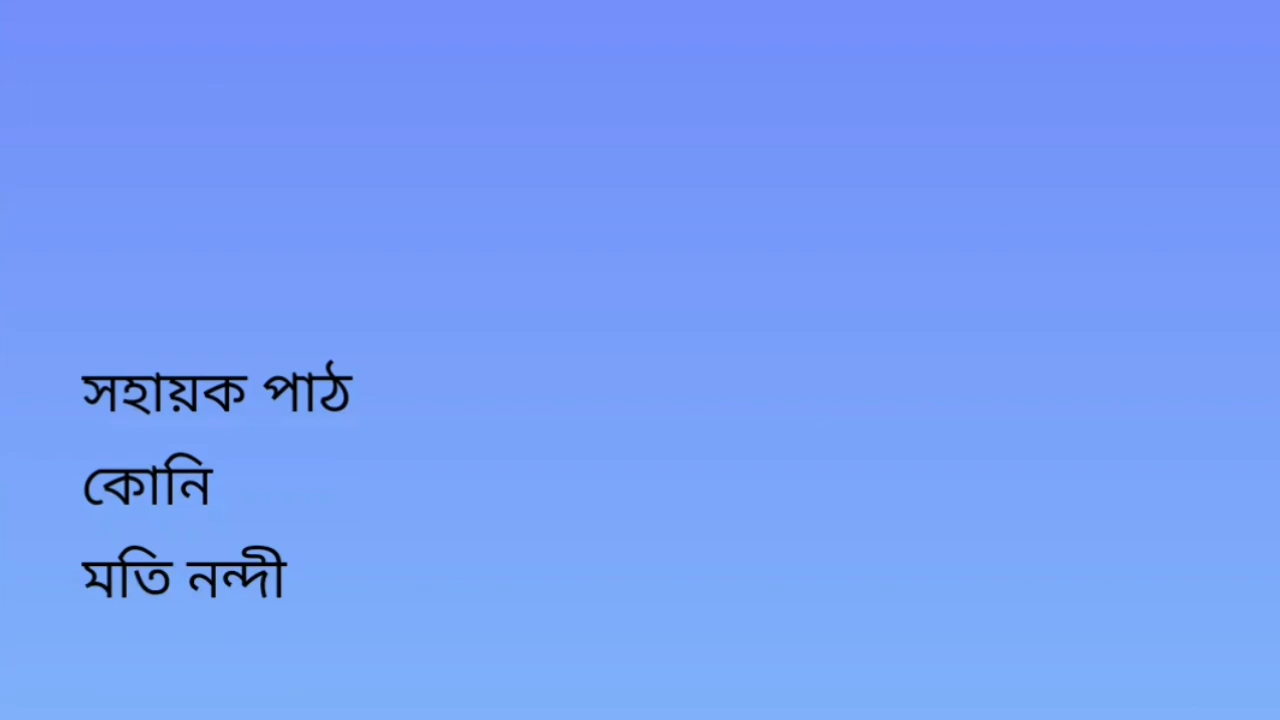 সহায়ক পাঠ
কোনি
মতি নন্দী